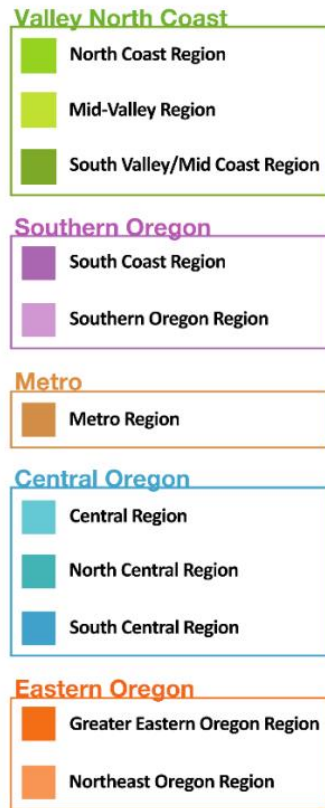 Valley North Coast
North Coast Region
Mid-Valley Region
South Valley/Mid Coast Region
Southern Oregon
South Coast Region
Southern Oregon Region
Metro
Metro Region
Central Oregon
Central Region
North Central Region
South Central Region
Eastern Oregon
Greater Eastern Oregon Region
Northeast Oregon Region